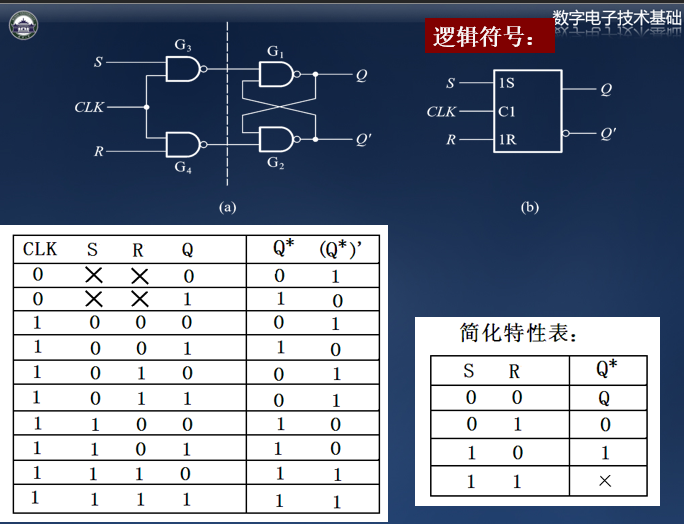 数字电子技术基础
逻辑符号：
G3
G1
S
Q
CLK
R
Q'
G4
G2
(a)
S
1S
Q
CLK
C1
R
1R
Q'
(b)
CLK S R Q Q* (Q*)'
0 × × 0 0 1
0 × × 1 1 0
1 0 0 0 0 1
1 0 0 1 1 0
1 0 1 0 0 1
1 0 1 1 0 1
1 1 0 0 1 0
1 1 0 1 1 0
1 1 1 0 1 1
1 1 1 1 1 1
简化特性表：
S R Q*
0 0 Q
0 1 0
1 0 1
1 1 ×